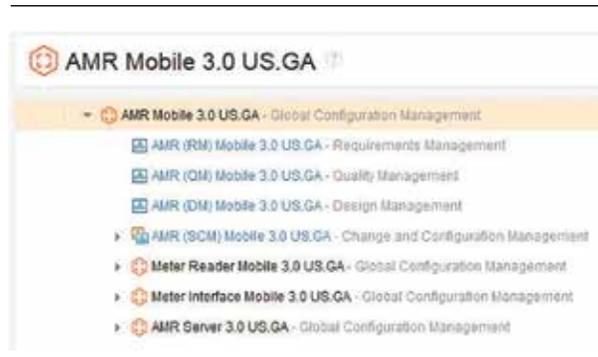 AMR Mobile 3.0 US.GA
AMR Mobile 3.0 US.GA - Global Configuration Management
AMR (RM) Mobile 3.0 US.GA - Requirements Management
AMR (QM) Mobile 3.0 US.GA - Quality Management
AMR (DM) Mobile 3.0 US.GA - Design Management
AMR (SCM) Mobile 3.0 US.GA - Change and Configuration Management
Meter Reader Mobile 3.0 US.GA - Global Configuration Management
Meter Interface Mobile 3.0 US.GA - Global Configuration Management
AMR Server 3.0 US.GA - Global Configuration Management